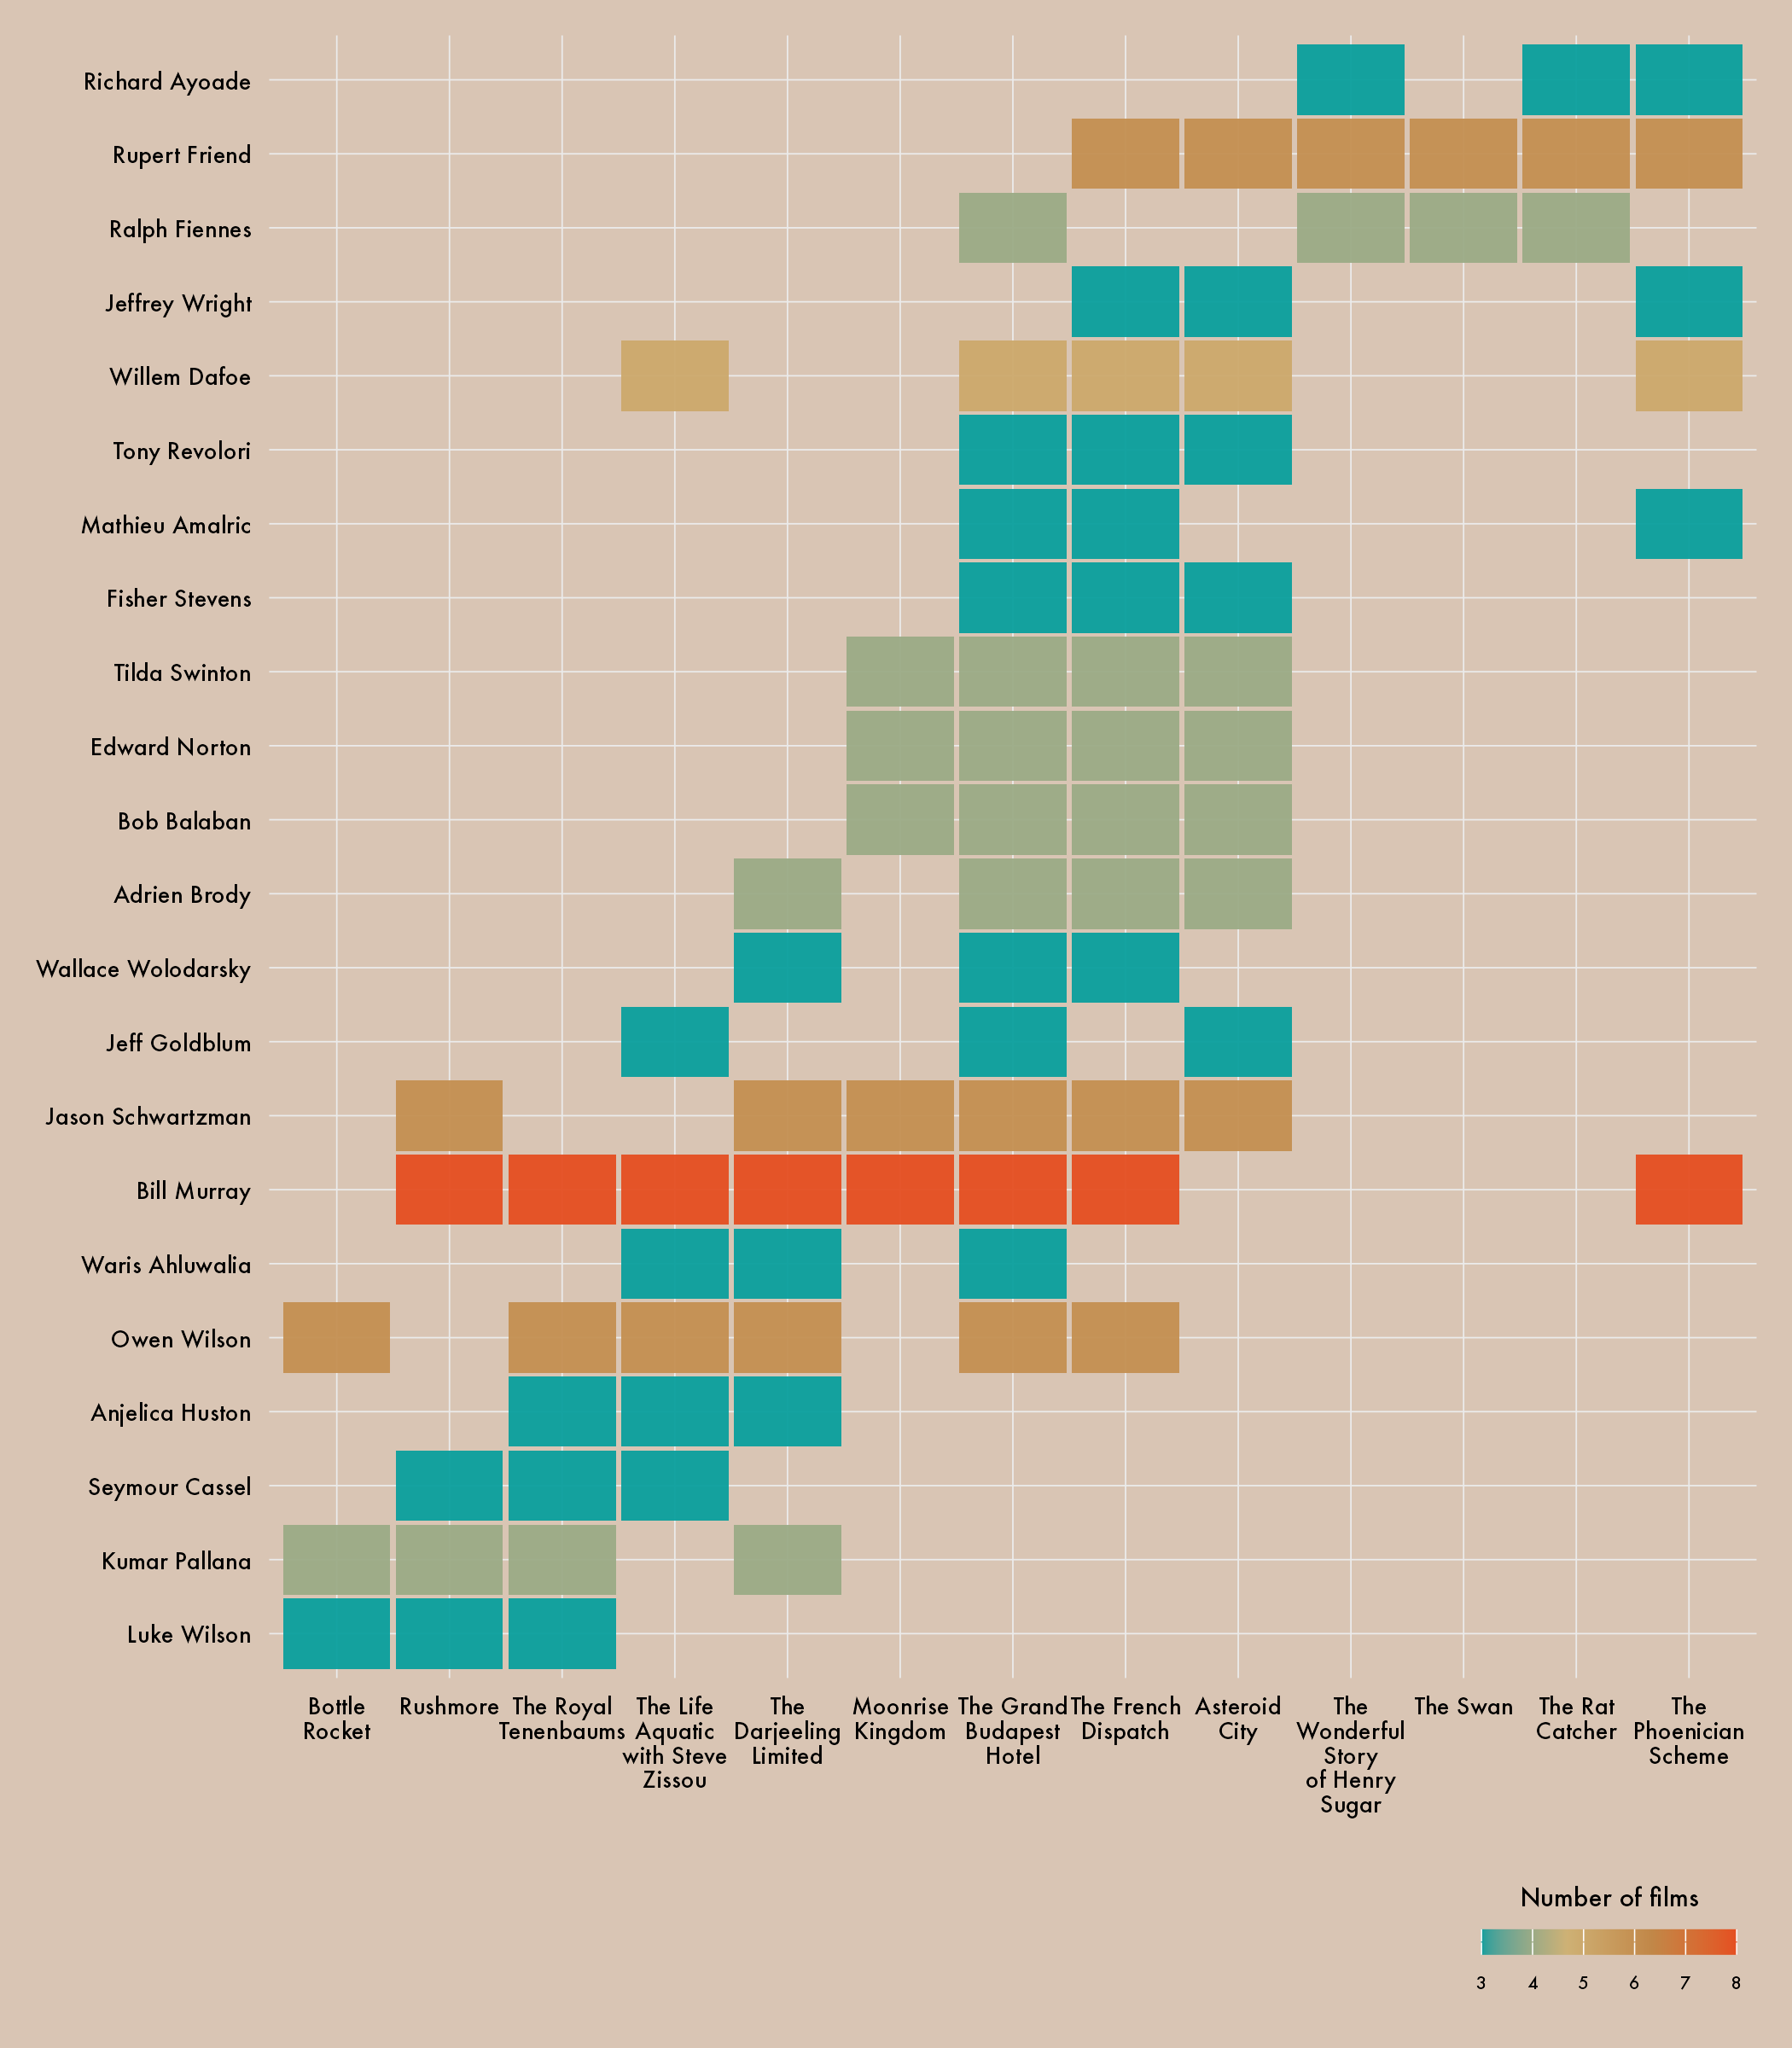 Richard Ayoade
Rupert Friend
Ralph Fiennes
Jeffrey Wright
Willem Dafoe
Tony Revolori
Mathieu Amalric
Fisher Stevens
Tilda Swinton
Edward Norton
Bob Balaban
Adrien Brody
Wallace Wolodarsky
Jeff Goldblum
Jason Schwartzman
Bill Murray
Waris Ahluwalia
Owen Wilson
Anjelica Huston
Seymour Cassel
Kumar Pallana
Luke Wilson
Bottle
Rocket
Rushmore
The Royal
Tenenbaums
The Life
Aquatic
with Steve
Zissou
The
Darjeeling
Limited
Moonrise
Kingdom
The Grand
Budapest
Hotel
The French
Dispatch
Asteroid
City
The
Wonderful
Story
of Henry
Sugar
The Swan
The Rat
Catcher
The
Phoenician
Scheme
Number of films
3 4 5 6 7 8